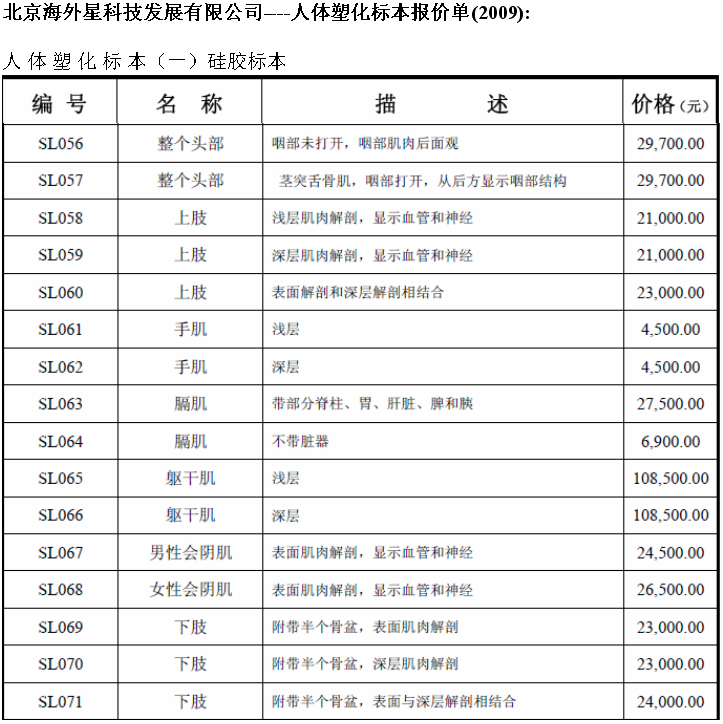 北京海外星科技发展有限公司----人体塑化标本报价单(2009):
人 体 塑 化 标 本（一）硅胶标本
编 号 名 称 描 述 价格（元）
SL056 整个头部 咽部未打开，咽部肌肉后面观 29,700.00
SL057 整个头部 茎突舌骨肌，咽部打开，从后方显示咽部结构 29,700.00
SL058 上肢 浅层肌肉解剖，显示血管和神经 21,000.00
SL059 上肢 深层肌肉解剖，显示血管和神经 21,000.00
SL060 上肢 表面解剖和深层解剖相结合 23,000.00
SL061 手肌 浅层 4,500.00
SL062 手肌 深层 4,500.00
SL063 膈肌 带部分脊柱、胃、肝脏、脾和胰 27,500.00
SL064 膈肌 不带脏器 6,900.00
SL065 躯干肌 浅层 108,500.00
SL066 躯干肌 深层 108,500.00
SL067 男性会阴肌 表面肌肉解剖，显示血管和神经 24,500.00
SL068 女性会阴肌 表面肌肉解剖，显示血管和神经 26,500.00
SL069 下肢 附带半个骨盆，表面肌肉解剖 23,000.00
SL070 下肢 附带半个骨盆，深层肌肉解剖 23,000.00
SL071 下肢 附带半个骨盆，表面与深层解剖相结合 24,000.00